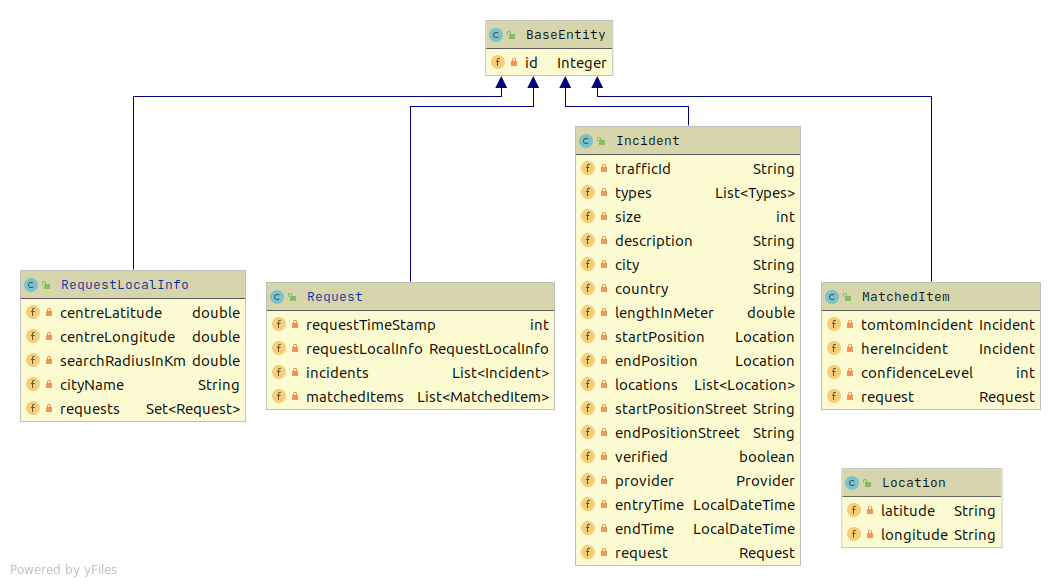 BaseEntity
id Integer
Incident
trafficId String
types List<Types>
size int
description String
city String
country String
lengthInMeter double
startPosition Location
endPosition Location
locations List<Location>
startPositionStreet String
endPositionStreet String
verified boolean
provider Provider
entryTime LocalDateTime
endTime LocalDateTime
request Request
RequestLocalInfo
centreLatitude double
centreLongitude double
searchRadiusInKm double
cityName String
requests Set<Request>
Request
requestTimeStamp int
requestLocalInfo RequestLocalInfo
incidents List<Incident>
matchedItems List<MatchedItem>
MatchedItem
tomtomIncident Incident
hereIncident Incident
confidenceLevel int
request Request
Location
latitude String
longitude String
Powered by yFiles